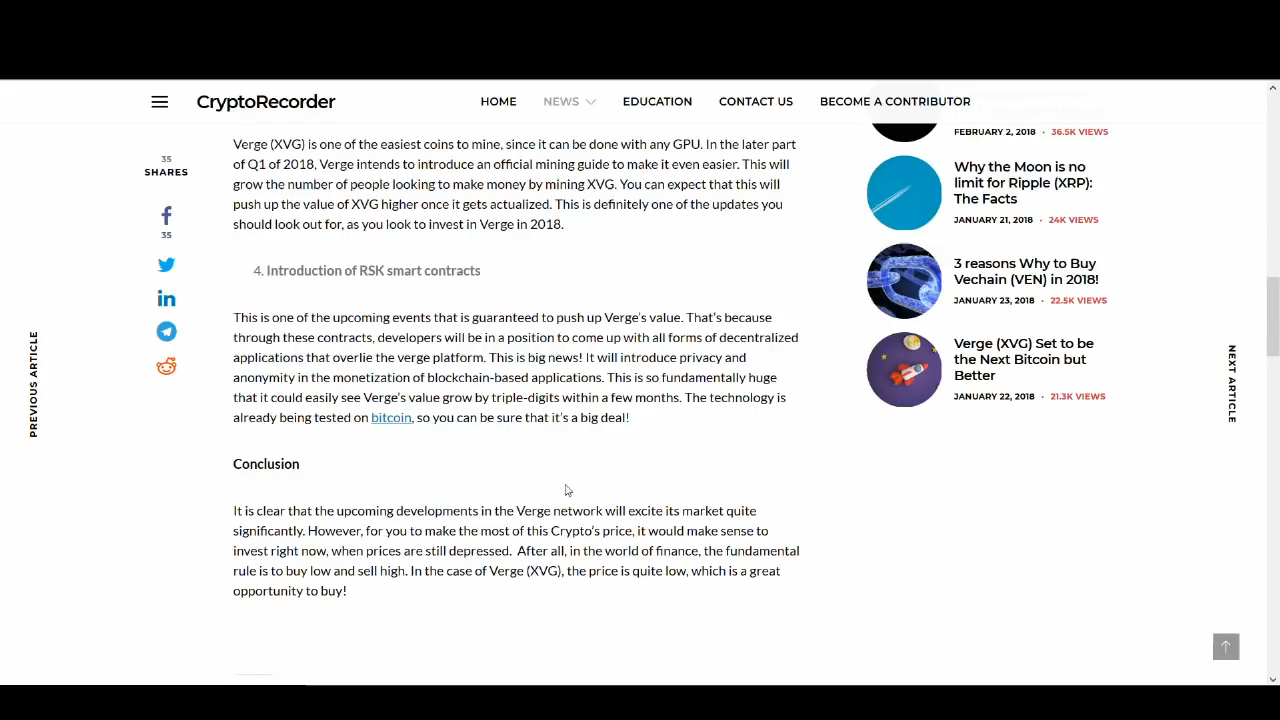 CryptoRecorder
HOME
NEWS
EDUCATION
CONTACT US
BECOME A CONTRIBUTOR
35
SHARES
35
PREVIOUS ARTICLE
Verge (XVG) is one of the easiest coins to mine, since it can be done with any GPU. In the later part
of Q1 of 2018, Verge intends to introduce an official mining guide to make it even easier. This will
grow the number of people looking to make money by mining XVG. You can expect that this will
push up the value of XVG higher once it gets actualized. This is definitely one of the updates you
should look out for, as you look to invest in Verge in 2018.
4. Introduction of RSK smart contracts
This is one of the upcoming events that is guaranteed to push up Verge's value. That's because
through these contracts, developers will be in a position to come up with all forms of decentralized
applications that overlie the verge platform. This is big news! It will introduce privacy and
anonymity in the monetization of blockchain-based applications. This is so fundamentally huge
that it could easily see Verge's value grow by triple-digits within a few months. The technology is
already being tested on bitcoin, so you can be sure that it's a big deal!
Conclusion
It is clear that the upcoming developments in the Verge network will excite its market quite
significantly. However, for you to make the most of this Crypto's price, it would make sense to
invest right now, when prices are still depressed. After all, in the world of finance, the fundamental
rule is to buy low and sell high. In the case of Verge (XVG), the price is quite low, which is a great
opportunity to buy!
FEBRUARY 2, 2018 · 36.5K VIEWS
Why the Moon is no
limit for Ripple (XRP):
The Facts
JANUARY 21, 2018 · 24K VIEWS
3 reasons Why to Buy
Vechain (VEN) in 2018!
JANUARY 23, 2018 · 22.5K VIEWS
Verge (XVG) Set to be
the Next Bitcoin but
Better
JANUARY 22, 2018 · 21.3K VIEWS
NEXT ARTICLE